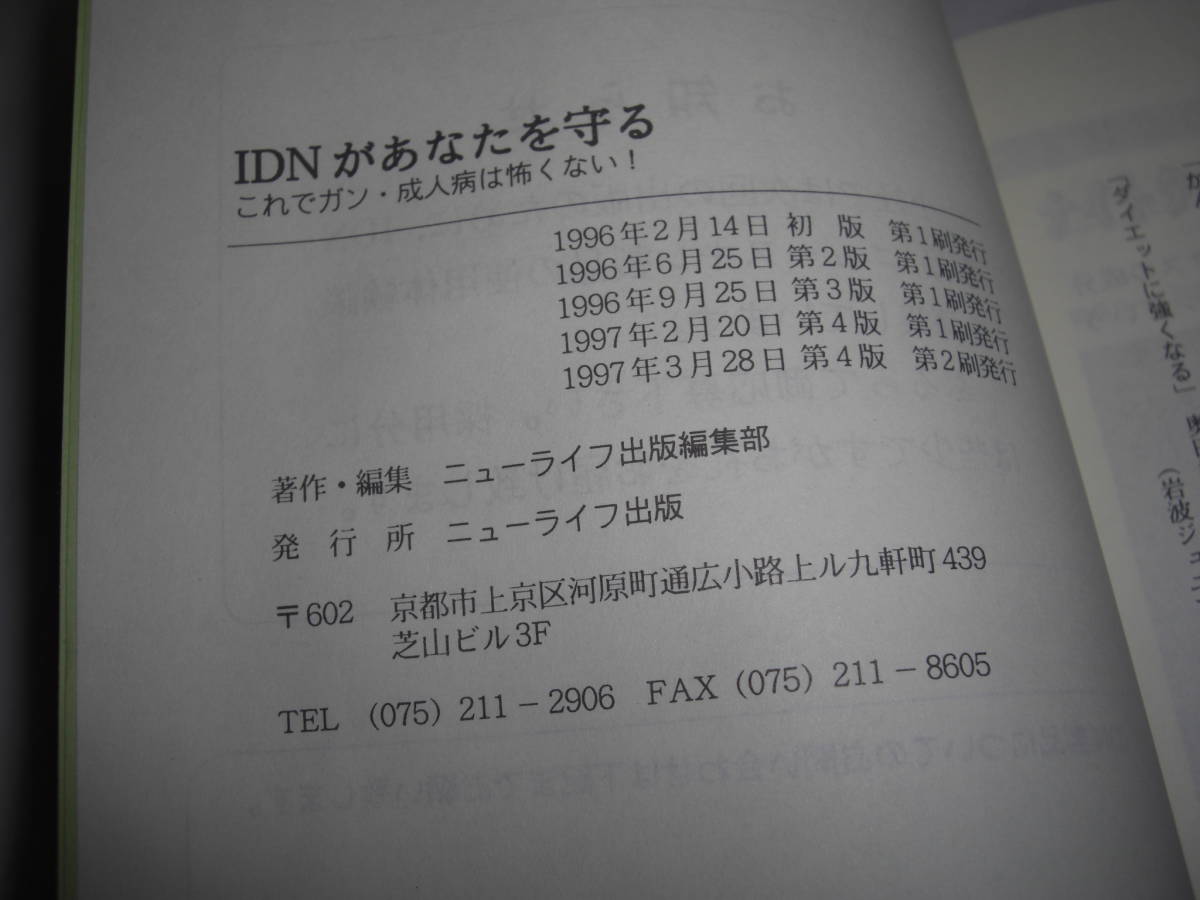 IDNがあなたを守る
これでガン・成人病は怖くない！
1996年2月14日 初　版　第1刷発行
1996年6月25日 第2版　第1刷発行
1996年9月25日 第3版　第1刷発行
1997年2月20日 第4版　第1刷発行
1997年3月28日 第4版　第2刷発行
著作・編集　ニューライフ出版編集部
発　行　所　ニューライフ出版
〒602　京都市上京区河原町通広小路上ル九軒町439
芝山ビル3F
TEL （075）211－2906　FAX（075）211－8605
「ダイエットに強くなる」
（岩波ジュニア